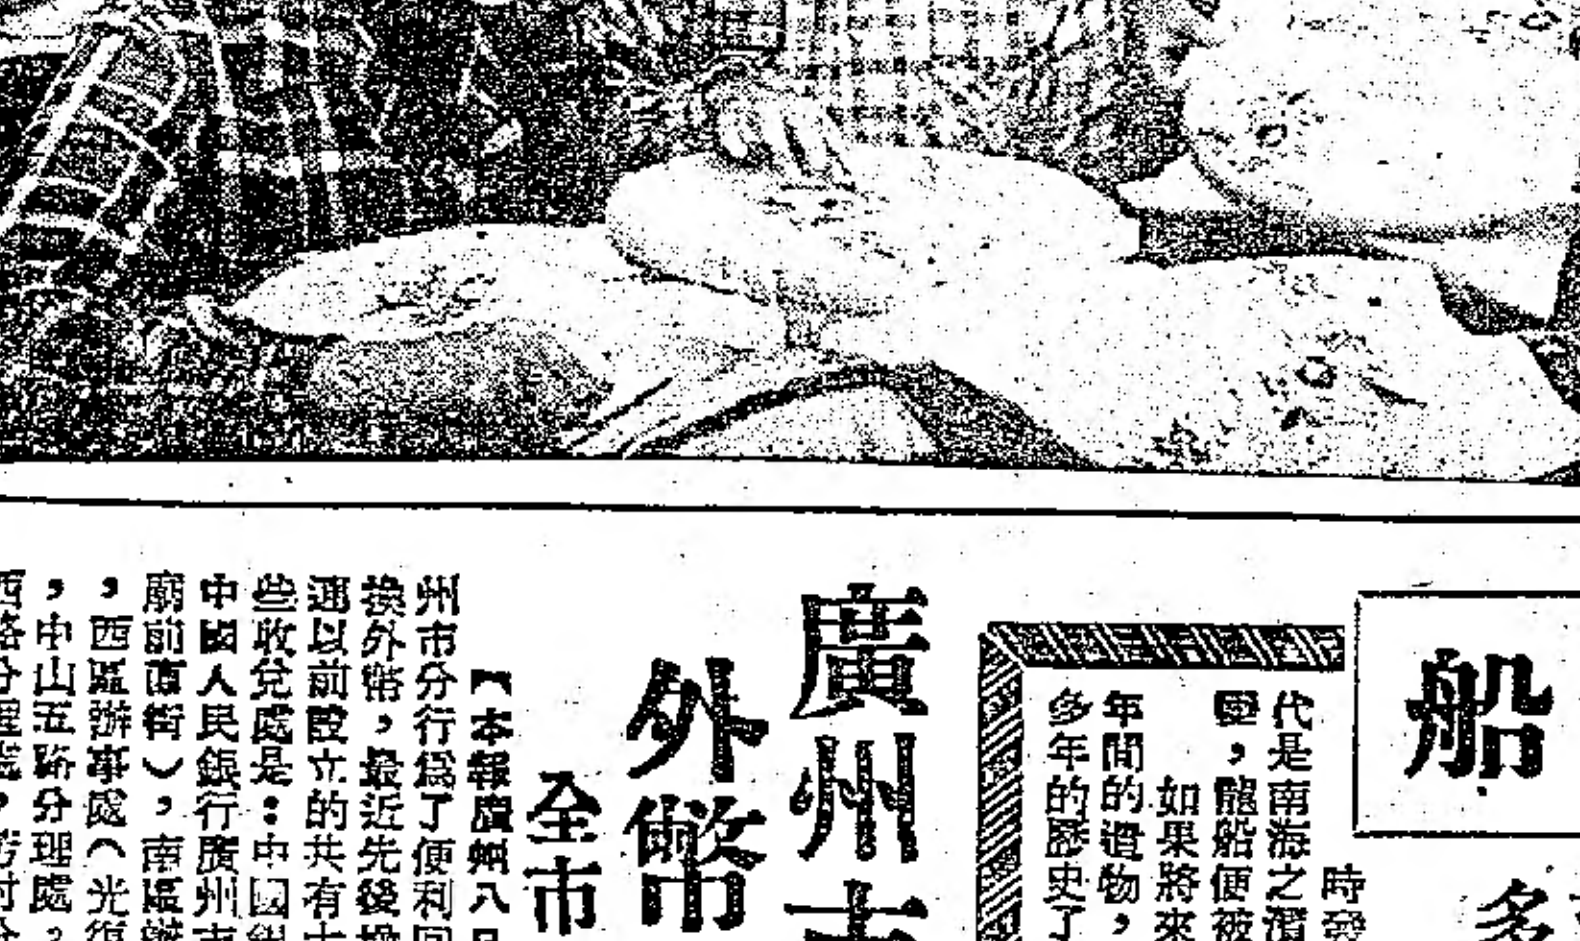 船
多
時發
代是南海之濱
，龍船便被
如果將來
年間的遺物，
多年的歷史了
廣州市
外幣
全市
【本報廣州八日
州市分行爲了便利回
換外幣，最近先後
運以前設立的共有十
些收兌處是：中國
中國人民銀行廣州市
廟前直街），南區辦
，西區辦事處（光復
，中山五路分理處，
西路分理處，